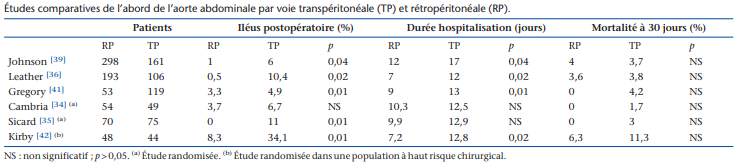 Études comparatives de l'abord de l'aorte abdominale par voie transpéritonéale (TP) et rétropéritonéale (RP).
Patients Iléus postopératoire (%) Durée hospitalisation (jours) Mortalité à 30 jours (%)
RP TP RP TP p RP TP p RP TP p
Johnson [39] 298 161 1 6 0,04 12 17 0,04 4 3,7 NS
Leather [36] 193 106 0,5 10,4 0,02 7 12 0,02 3,6 3,8 NS
Gregory [41] 53 119 3,3 4,9 0,01 9 13 0,01 0 4,2 NS
Cambria [34] (a) 54 49 3,7 6,7 NS 10,3 12,5 NS 0 1,7 NS
Sicard [35] (a) 70 75 0 11 0,01 9,9 12,9 NS 0 3 NS
Kirby [42] (b) 48 44 8,3 34,1 0,01 7,2 12,8 0,02 6,3 11,3 NS
NS : non significatif ; p > 0,05. (a) Étude randomisée. (b) Étude randomisée dans une population à haut risque chirurgical.